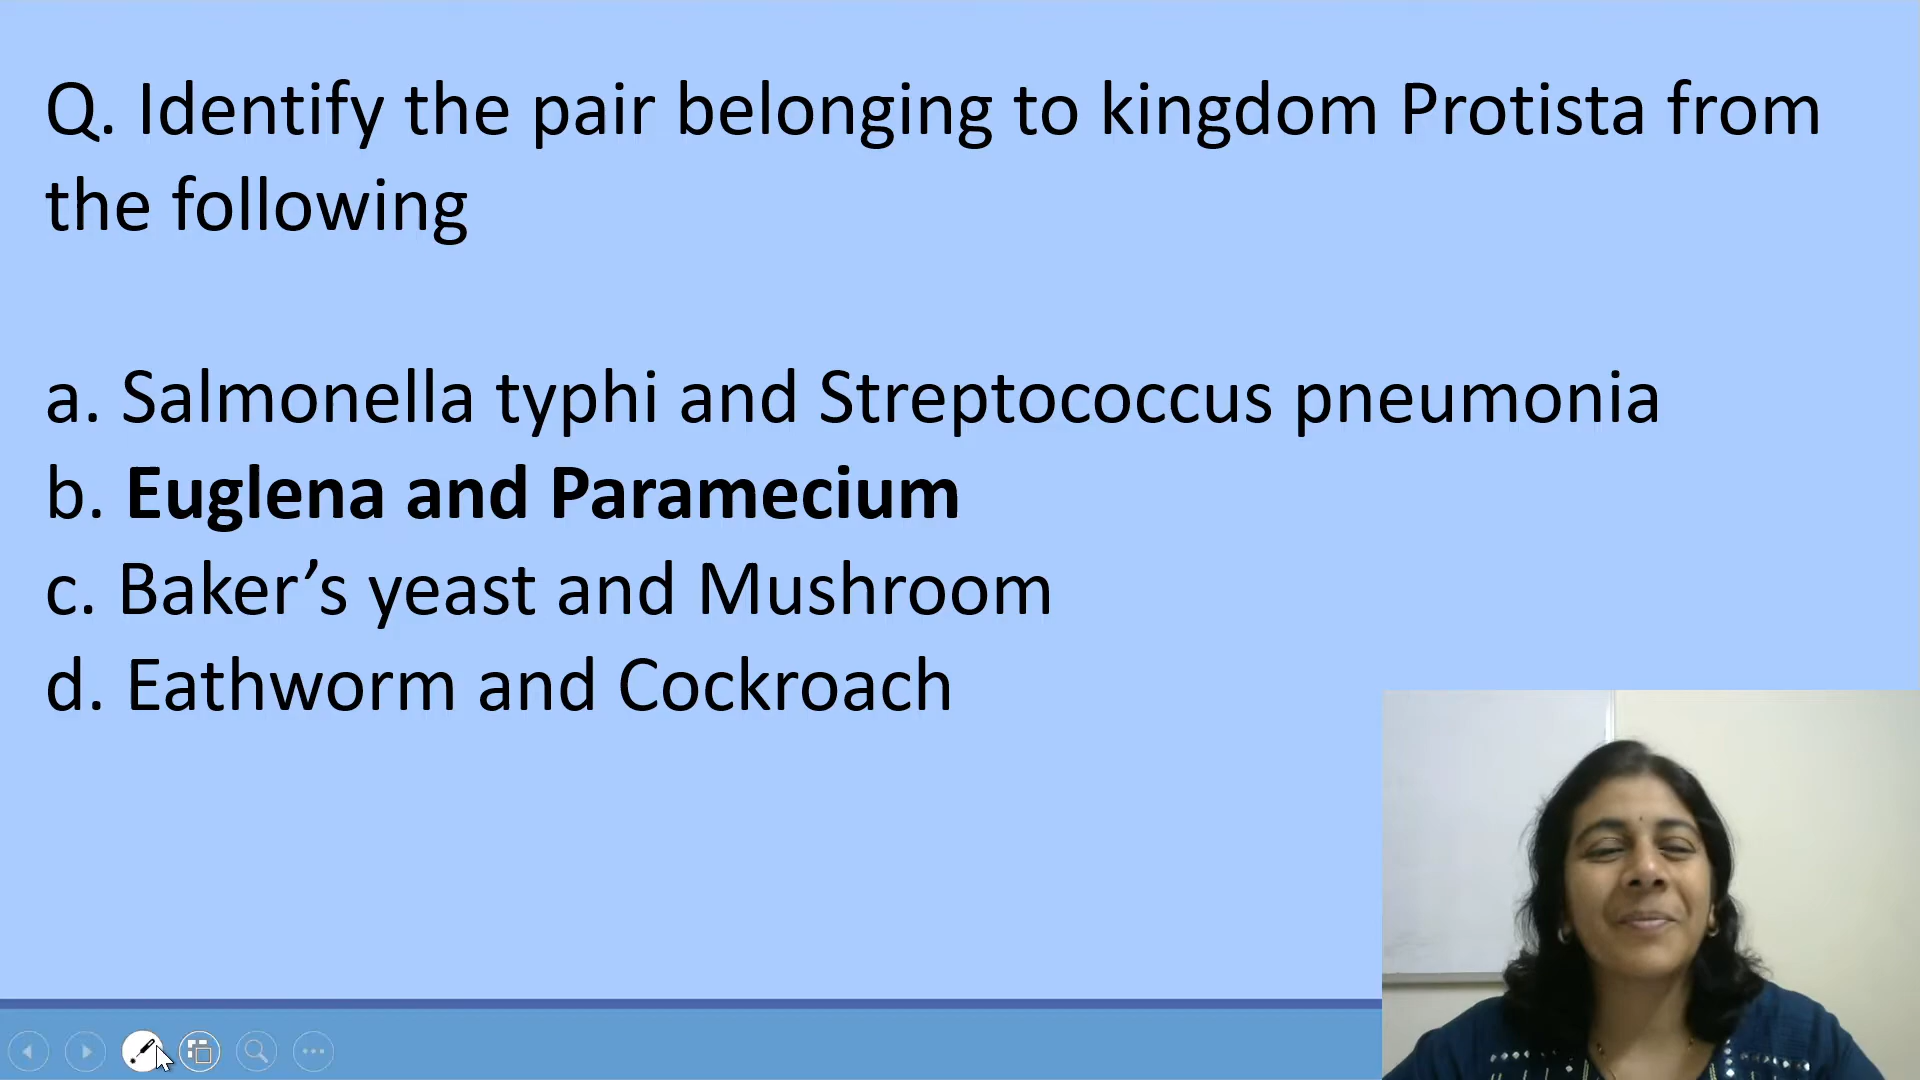 Q. Identify the pair belonging to kingdom Protista from
the following
a. Salmonella typhi and Streptococcus pneumonia
b. Euglena and Paramecium
c. Baker’s yeast and Mushroom
d. Eathworm and Cockroach